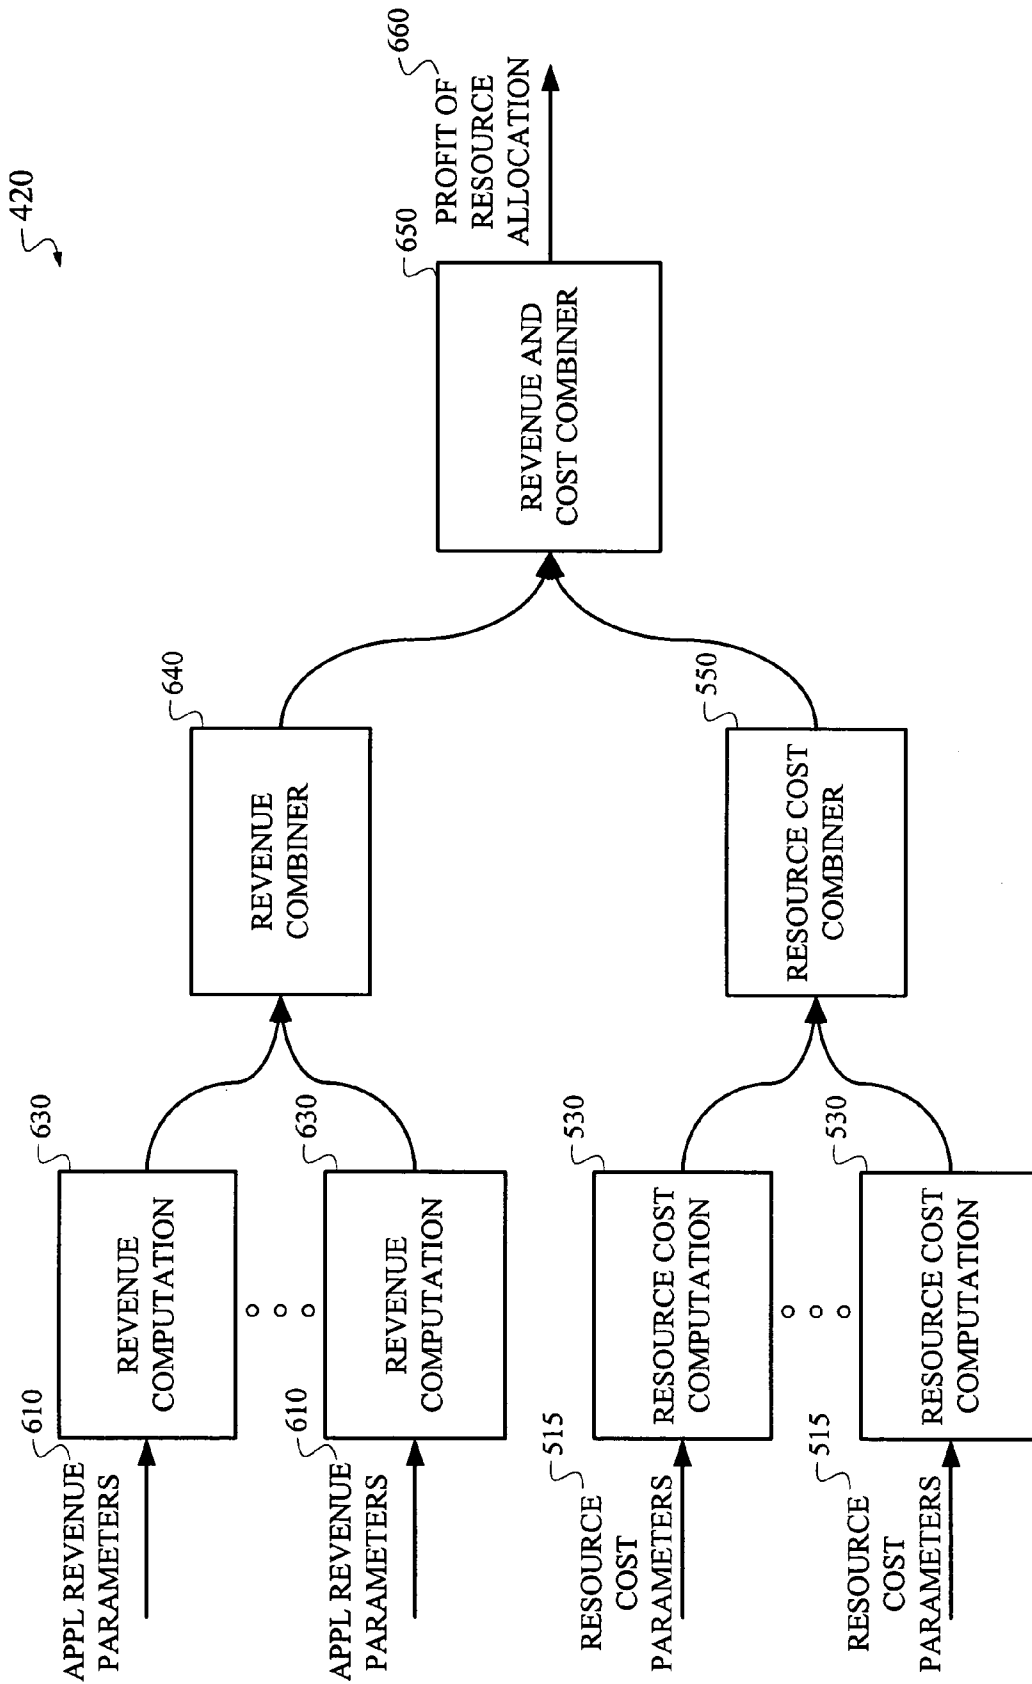 420
APPL REVENUE
PARAMETERS
610
REVENUE
COMPUTATION
630
APPL REVENUE
PARAMETERS
610
REVENUE
COMPUTATION
630
REVENUE
COMBINER
640
RESOURCE
COST
PARAMETERS
515
RESOURCE COST
COMPUTATION
530
RESOURCE
COST
PARAMETERS
515
RESOURCE COST
COMPUTATION
530
RESOURCE COST
COMBINER
550
REVENUE AND
COST COMBINER
650
PROFIT OF
RESOURCE
ALLOCATION
660